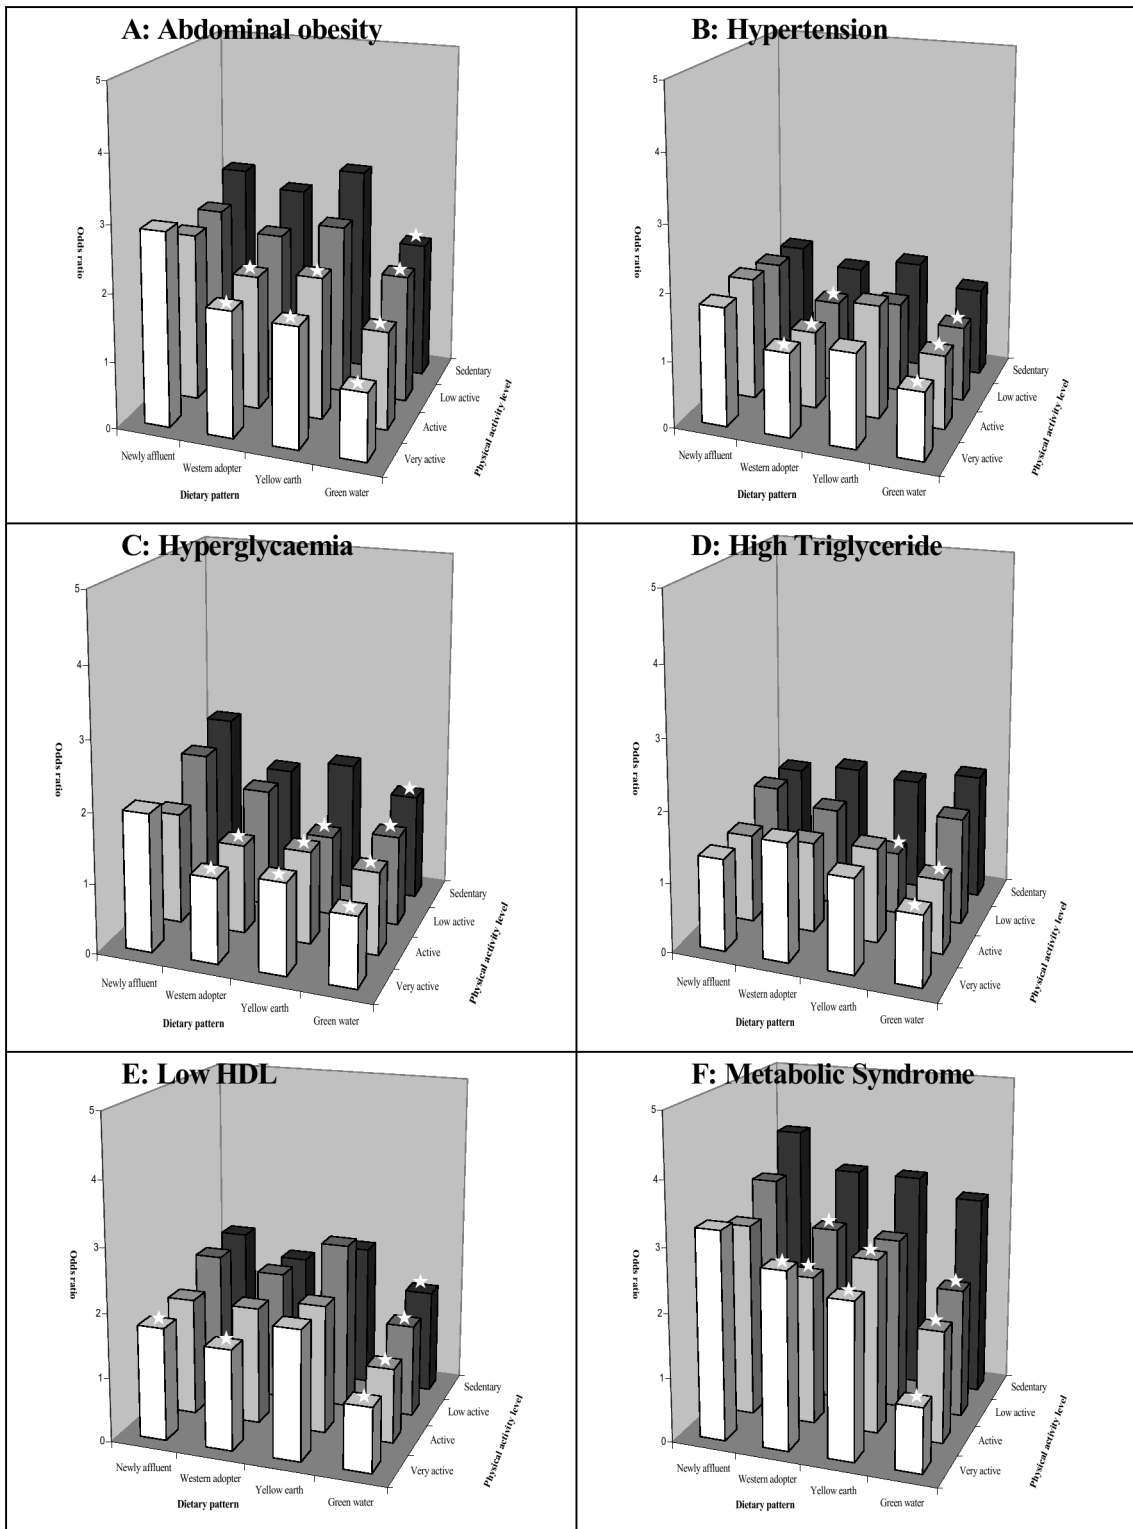 A: Abdominal obesity
5
4
3
2
1
0
Odds ratio
Newly affluent
Western adopter
Yellow earth
Green water
Dietary pattern
Sedentary
Low active
Active
Very active
Physical activity level
B: Hypertension
5
4
3
2
1
0
Odds ratio
Newly affluent
Western adopter
Yellow earth
Green water
Dietary pattern
Sedentary
Low active
Active
Very active
Physical activity level
C: Hyperglycaemia
5
4
3
2
1
0
Odds ratio
Newly affluent
Western adopter
Yellow earth
Green water
Dietary pattern
Sedentary
Low active
Active
Very active
Physical activity level
D: High Triglyceride
5
4
3
2
1
0
Odds ratio
Newly affluent
Western adopter
Yellow earth
Green water
Dietary pattern
Sedentary
Low active
Active
Very active
Physical activity level
E: Low HDL
5
4
3
2
1
0
Odds ratio
Newly affluent
Western adopter
Yellow earth
Green water
Dietary pattern
Sedentary
Low active
Active
Very active
Physical activity level
F: Metabolic Syndrome
5
4
3
2
1
0
Odds ratio
Newly affluent
Western adopter
Yellow earth
Green water
Dietary pattern
Sedentary
Low active
Active
Very active
Physical activity level